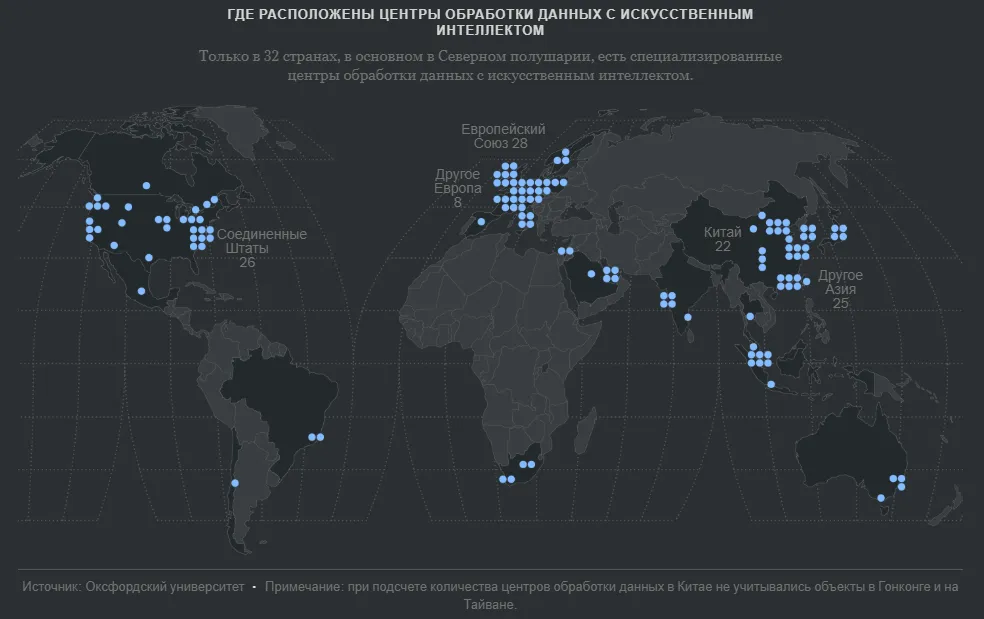 ГДЕ РАСПОЛОЖЕНЫ ЦЕНТРЫ ОБРАБОТКИ ДАННЫХ С ИСКУССТВЕННЫМ
ИНТЕЛЛЕКТОМ
Только в 32 странах, в основном в Северном полушарии, есть специализированные
центры обработки данных с искусственным интеллектом.
Европейский
Союз 28
Другое
Европа
8
Соединенные
Штаты
26
Китай
22
Другое
Азия
25
Источник: Оксфордский университет • Примечание: при подсчете количества центров обработки данных в Китае не учитывались объекты в Гонконге и на
Тайване.